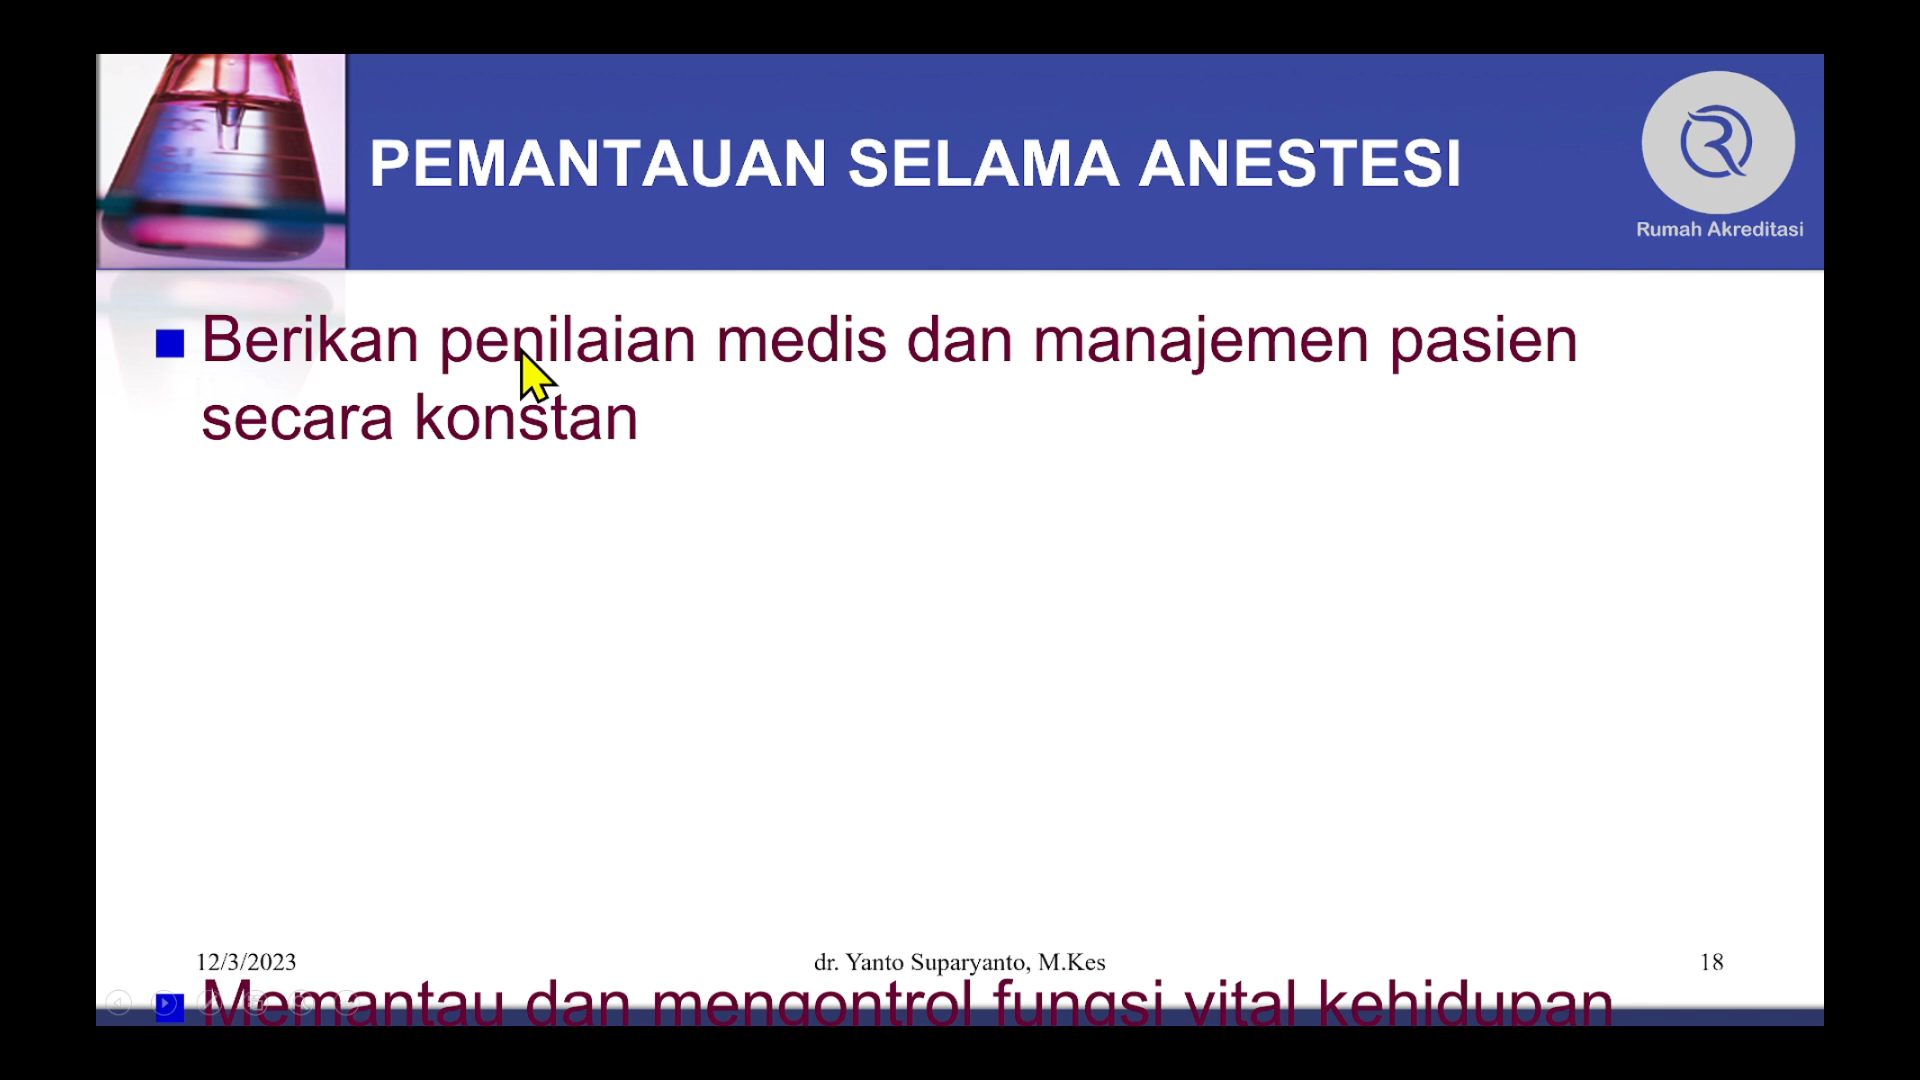 PEMANTAUAN SELAMA ANESTESI
Rumah Akreditasi
Berikan penilaian medis dan manajemen pasien
secara konstan
12/3/2023
dr. Yanto Suparyanto, M.Kes
18
Memantau dan mengontrol fungsi vital kehidupan